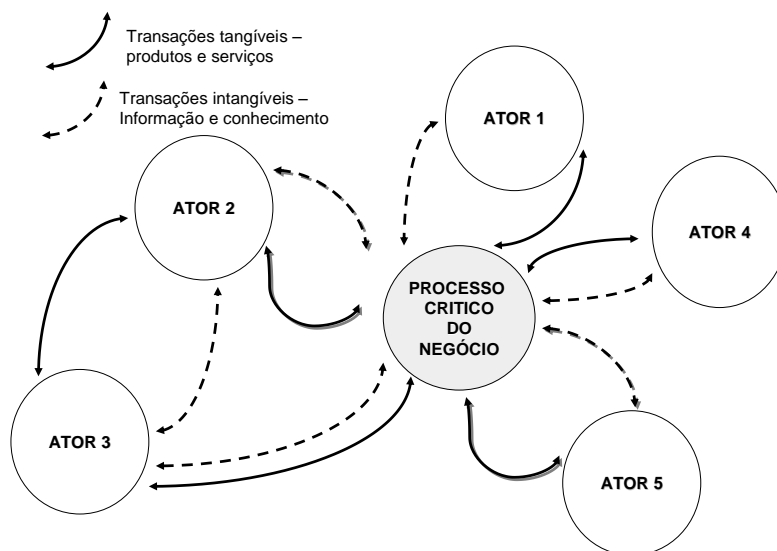 Transações tangíveis –
produtos e serviços
Transações intangíveis –
Informação e conhecimento
ATOR 1
ATOR 2
ATOR 4
PROCESSO
CRITICO
DO
NEGÓCIO
ATOR 3
ATOR 5